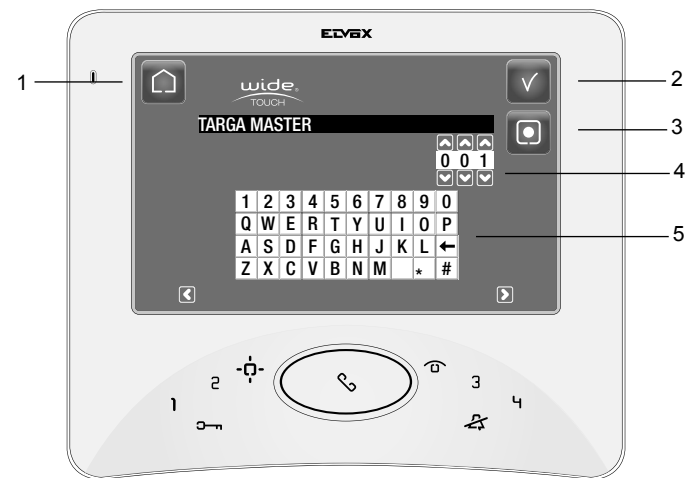 ELVOX
1
2
wide®
TOUCH
3
TARGA MASTER
0 0 1
4
1 2 3 4 5 6 7 8 9 0
Q W E R T Y U I O P
5
A S D F G H J K L ←
Z X C V B N M * #
2
3
1
4